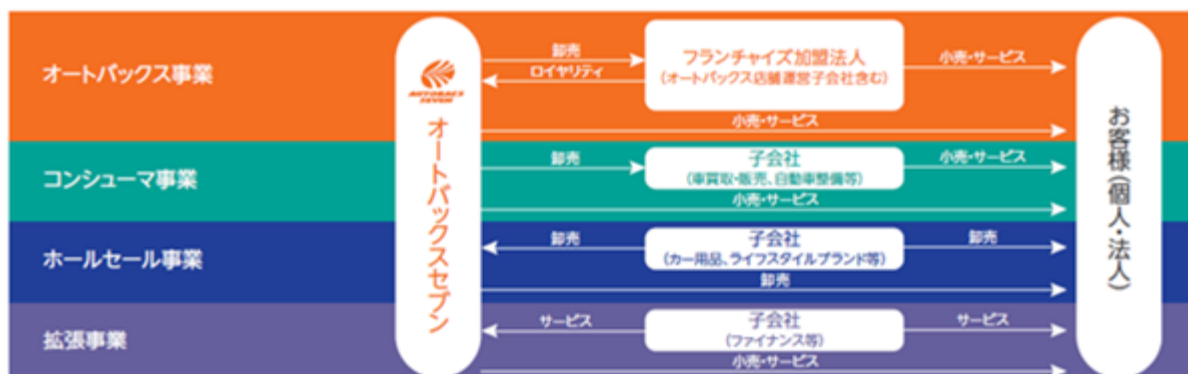 オートバックス事業
AUTOBACS SEVEN
オートバックスセブン
卸売
ロイヤリティ
フランチャイズ加盟法人
(オートバックス店舗運営子会社含む)
小売・サービス
小売・サービス
お客様(個人・法人)
コンシューマ事業
卸売
子会社
(車買取・販売、自動車整備等)
小売・サービス
小売・サービス
ホールセール事業
卸売
子会社
(カー用品、ライフスタイルブランド等)
卸売
卸売
拡張事業
サービス
子会社
(ファイナンス等)
サービス
小売・サービス